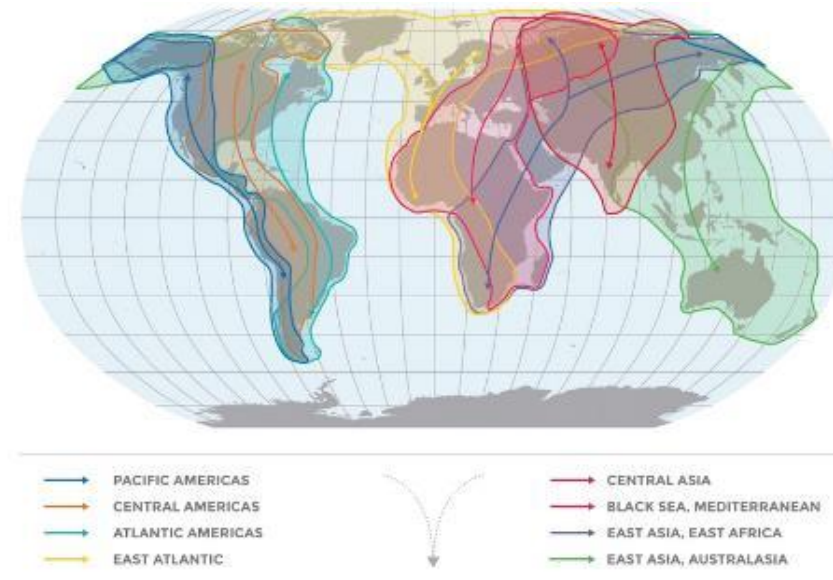 PACIFIC AMERICAS
CENTRAL AMERICAS
ATLANTIC AMERICAS
EAST ATLANTIC
CENTRAL ASIA
BLACK SEA, MEDITERRANEAN
EAST ASIA, EAST AFRICA
EAST ASIA, AUSTRALASIA